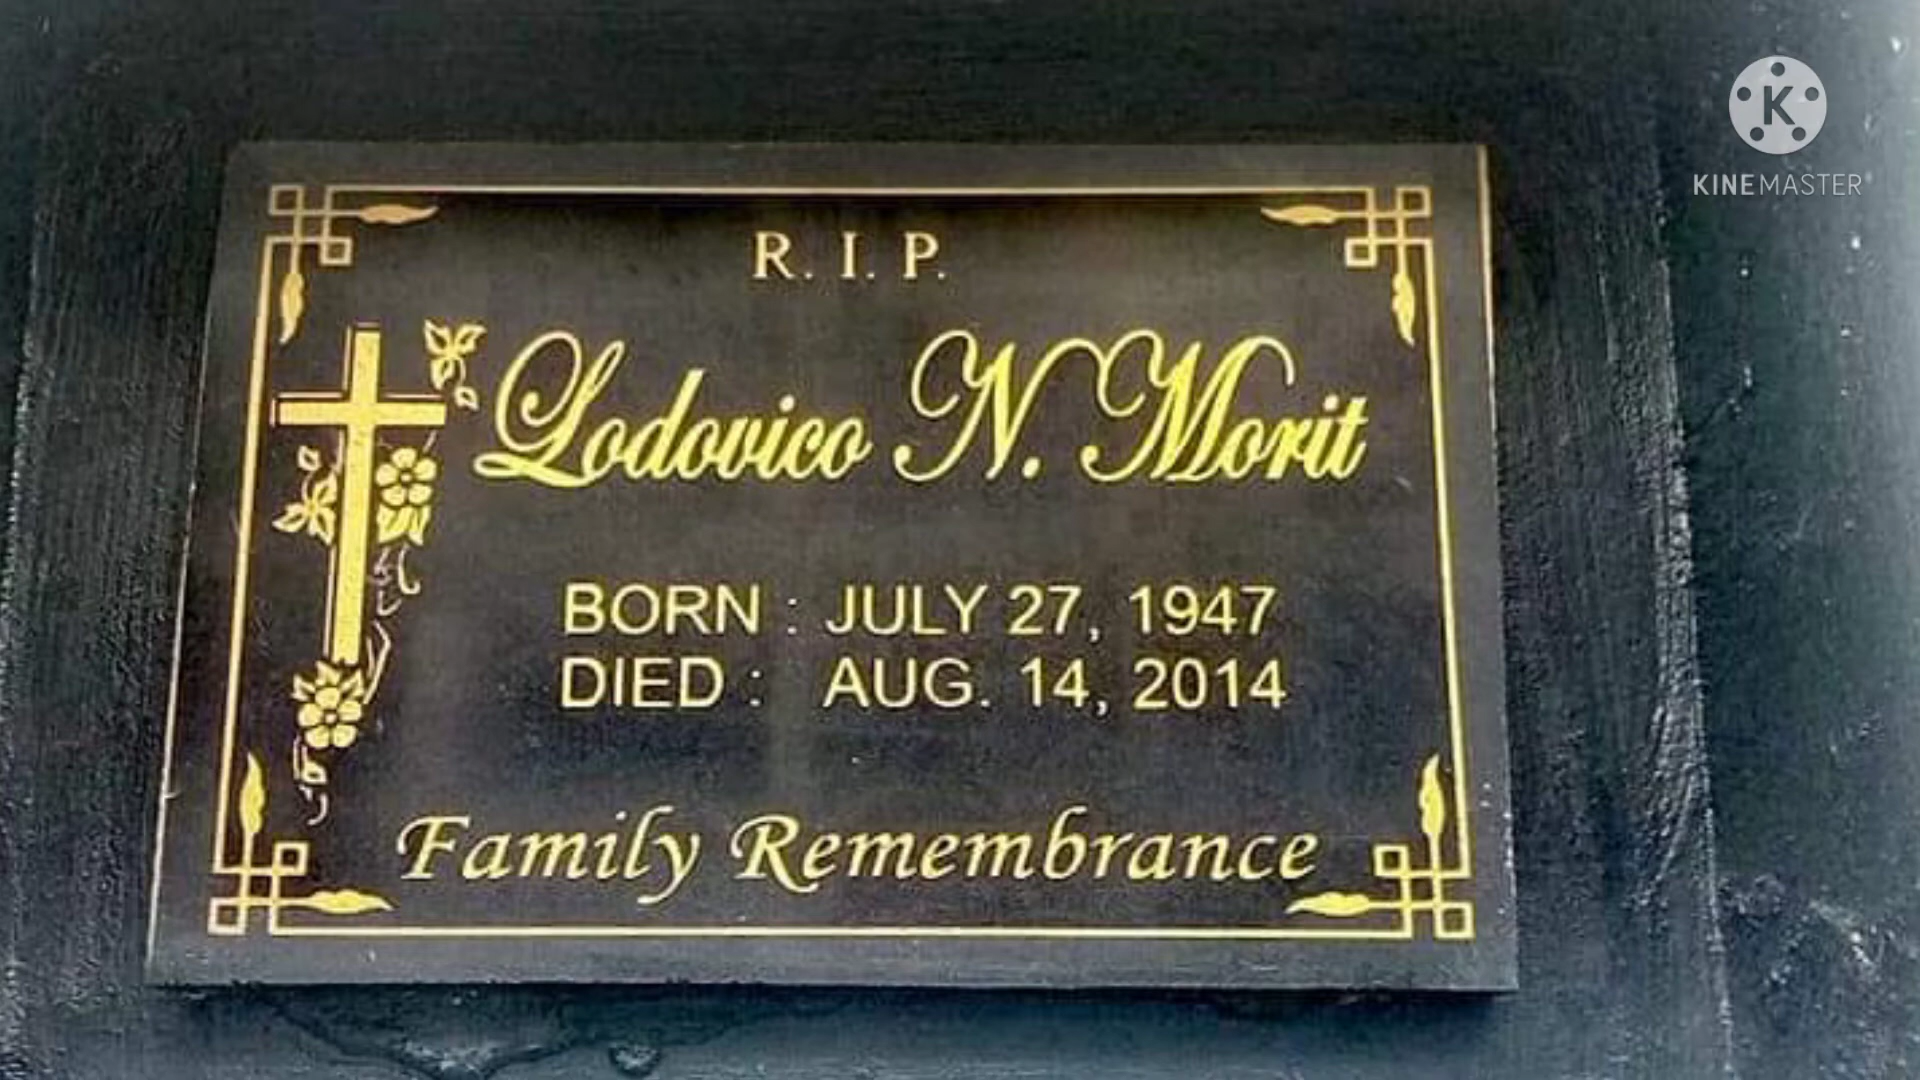 K
KINEMASTER
R. I. P.
Lodovico N. Morit
BORN : JULY 27, 1947
DIED : AUG. 14, 2014
Family Remembrance